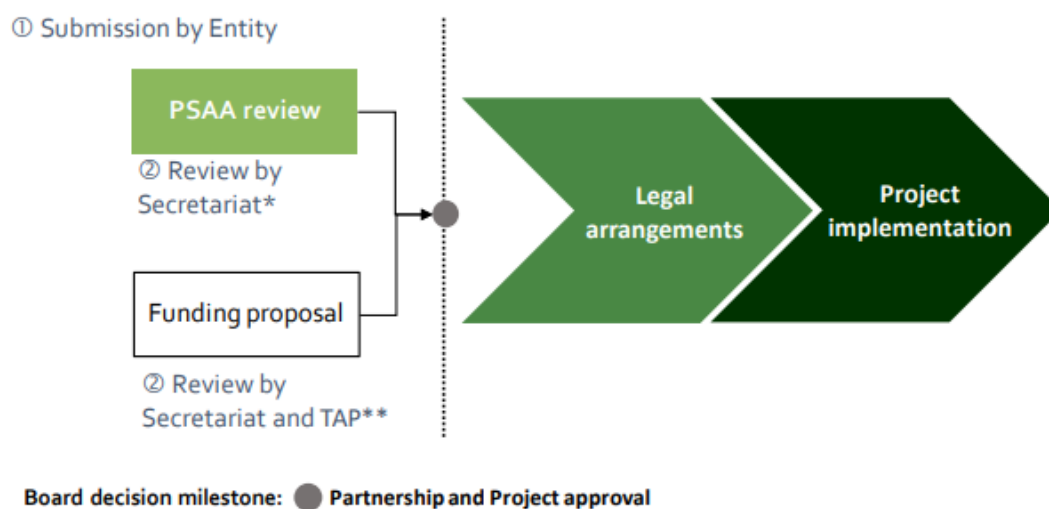 ① Submission by Entity
PSAA review
② Review by
Secretariat*
Funding proposal
② Review by
Secretariat and TAP**
Legal
arrangements
Project
implementation
Board decision milestone: Partnership and Project approval